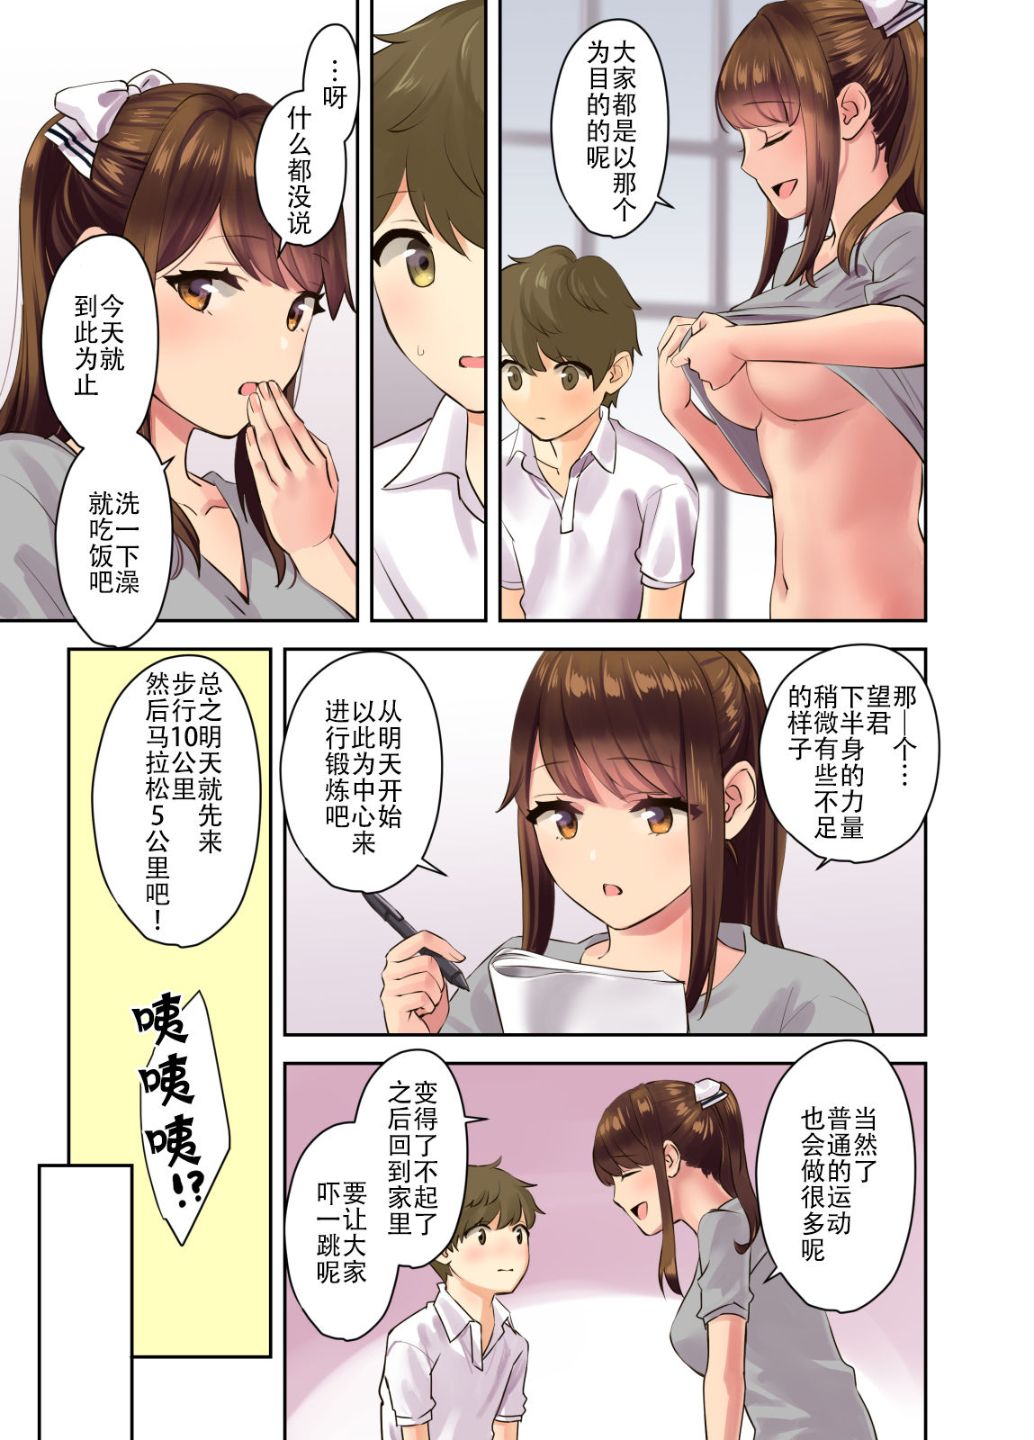 大家都是以那个
为目的的呢
…呀
什么都没说
今天就
到此为止
洗一下澡
就吃饭吧
那—个…
望君
下半身的力量
稍微有些不足
的样子
从明天开始
以此为中心来
进行锻炼吧
总之明天就先来
步行10公里
然后马拉松5公里吧！
咦咦咦!?
当然了
普通的运动
也会做很多呢
变得了不起了
之后回到家里
要让大家
吓一跳呢